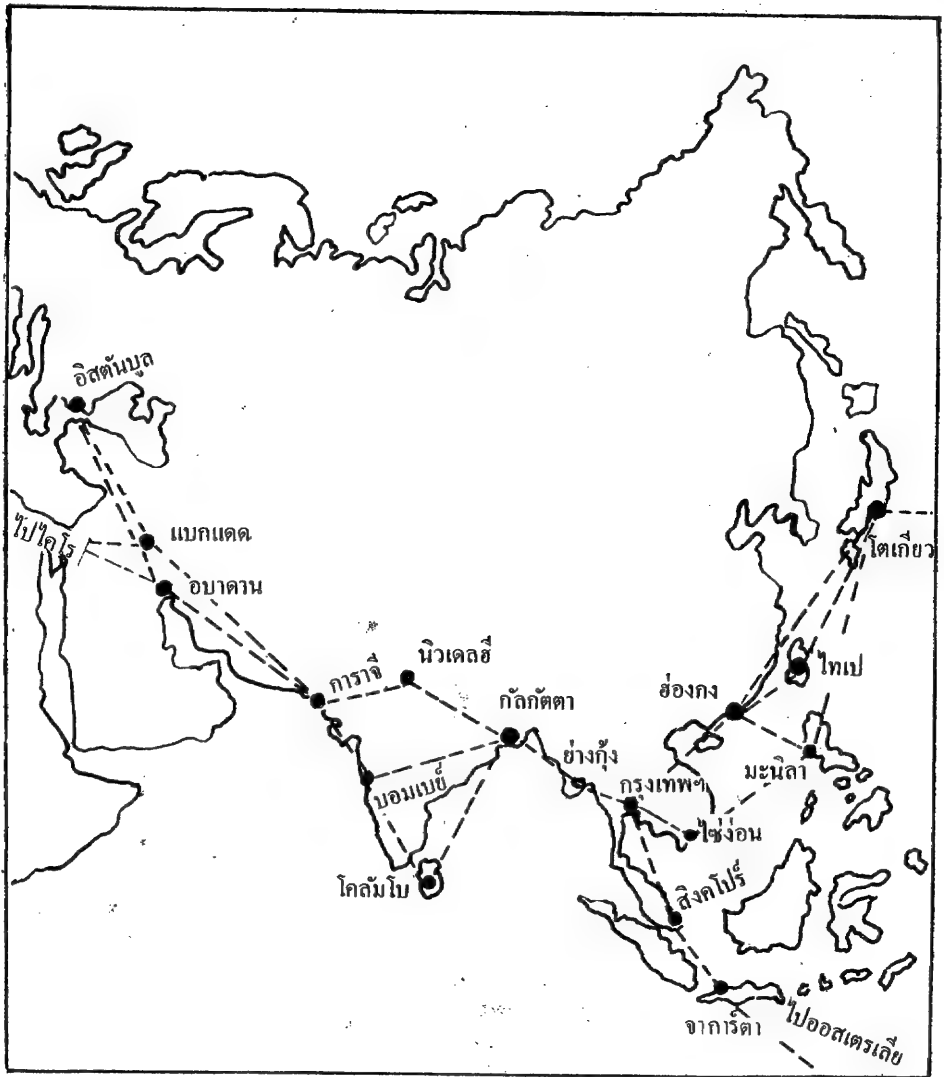 อิสตันบูล
แบกแดด
ไปไคโร
โตเกียว
อบาดาน
นิวเดลฮี
ไทเป
การาจี
ฮ่องกง
กัลกัตตา
ย่างกุ้ง
มะนิลา
กรุงเทพฯ
บอมเบย์
ไซ่ง่อน
โคลัมโบ
สิงคโปร์
จาการ์ตา
ไปออสเตรเลีย